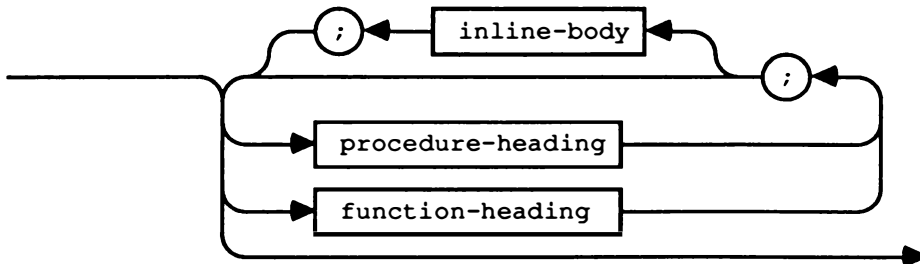 ; inline-body
;
procedure-heading
function-heading